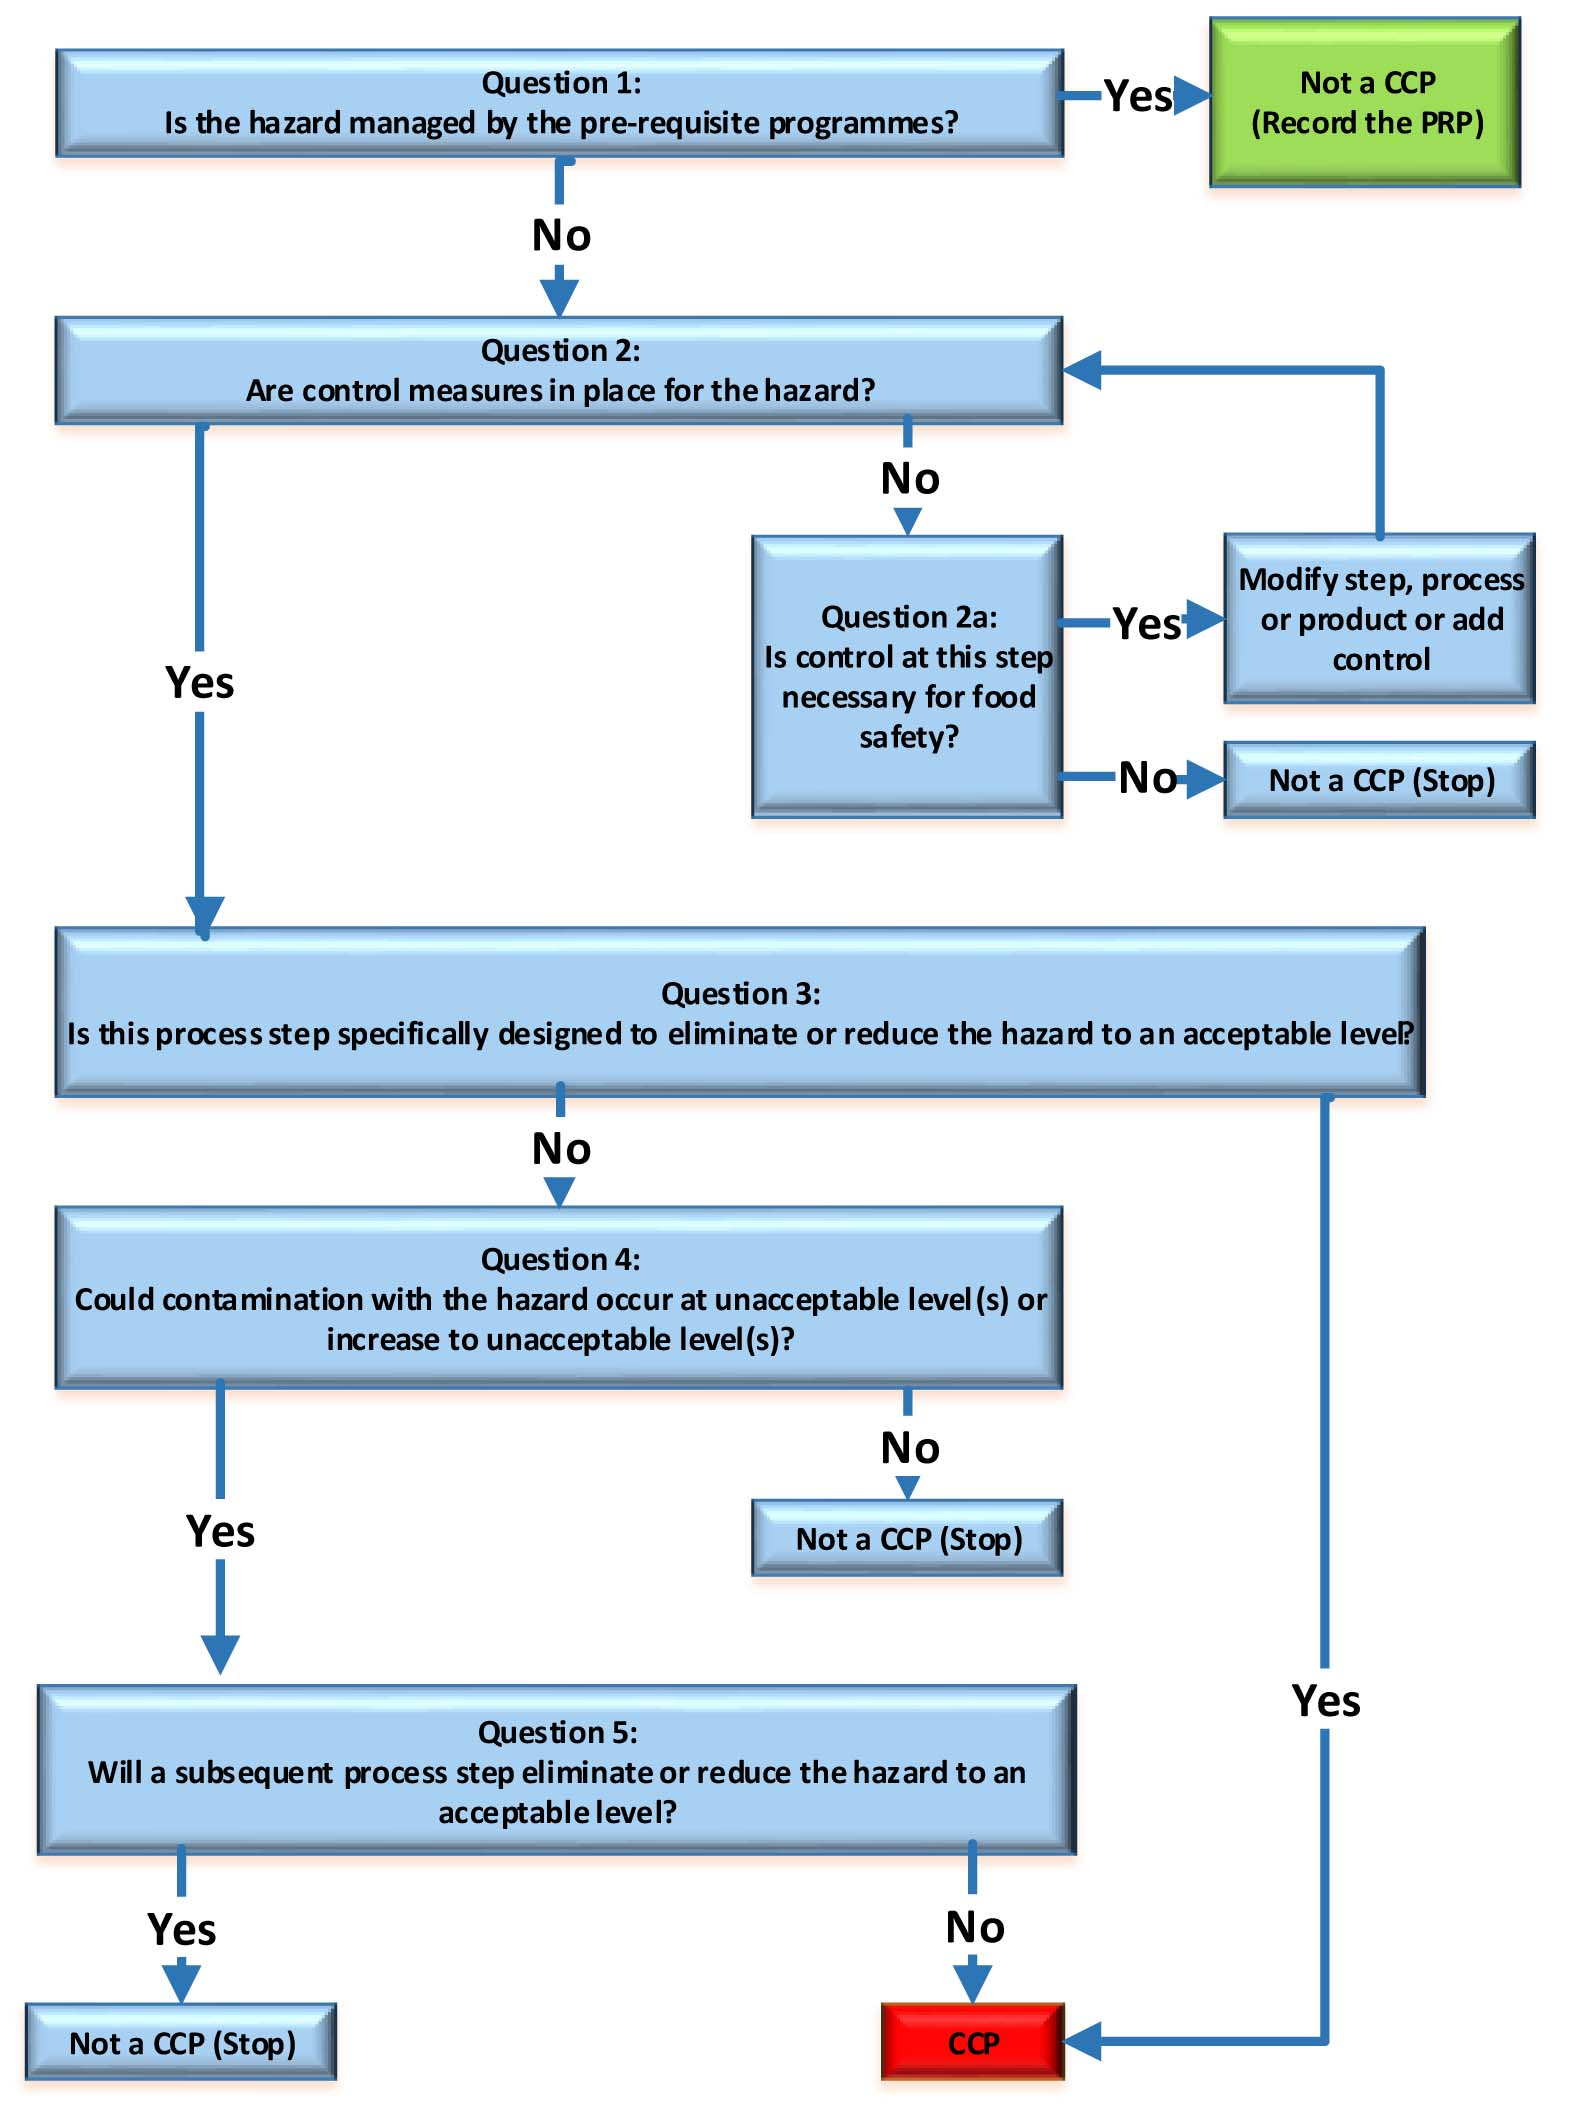 Question 1:
Is the hazard managed by the pre-requisite programmes?
Yes
Not a CCP
(Record the PRP)
No
Question 2:
Are control measures in place for the hazard?
No
Yes
Question 2a:
Is control at this step
necessary for food
safety?
Yes
Modify step, process
or product or add
control
No
Not a CCP (Stop)
Question 3:
Is this process step specifically designed to eliminate or reduce the hazard to an acceptable level?
No
Question 4:
Could contamination with the hazard occur at unacceptable level(s) or
increase to unacceptable level(s)?
No
Not a CCP (Stop)
Yes
Yes
Question 5:
Will a subsequent process step eliminate or reduce the hazard to an
acceptable level?
Yes
No
Not a CCP (Stop)
CCP